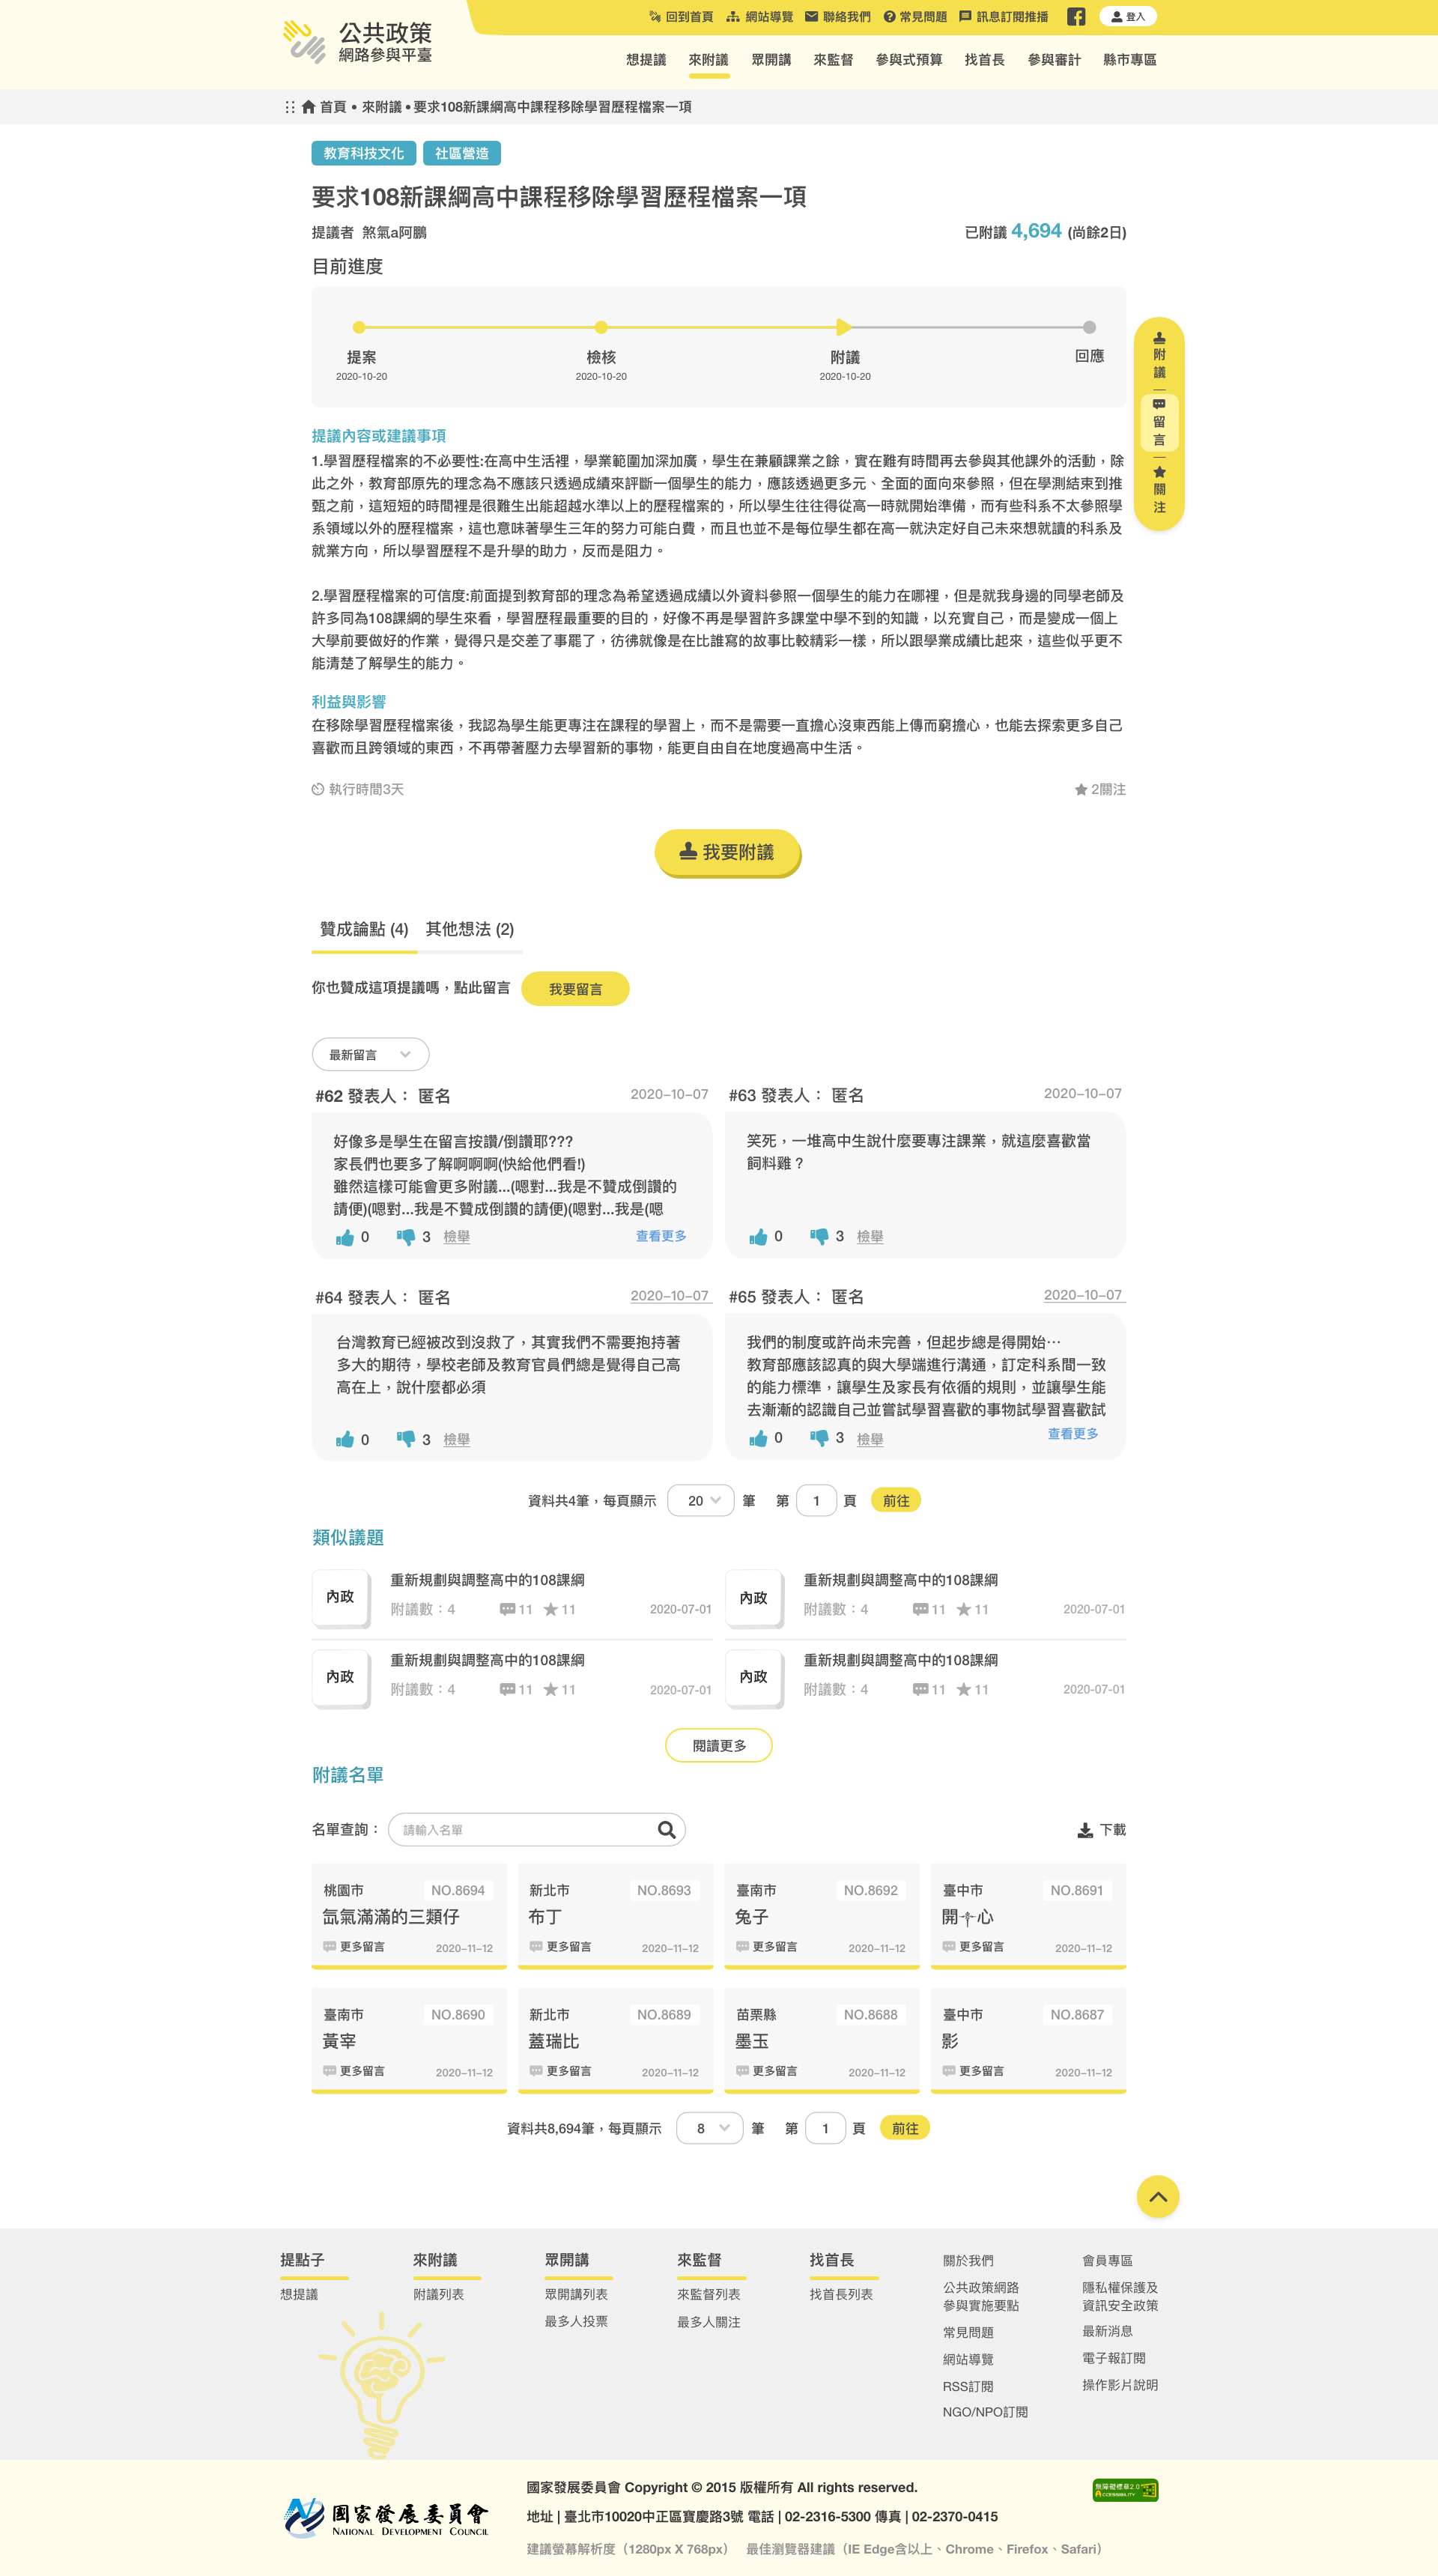 公共政策
網路參與平臺
回到首頁 網站導覽 聯絡我們 常見問題 訊息訂閱推播 登入
想提議 來附議 眾開講 來監督 參與式預算 找首長 參與審計 縣市專區
首頁 • 來附議 • 要求108新課綱高中課程移除學習歷程檔案一項
教育科技文化 社區營造
要求108新課綱高中課程移除學習歷程檔案一項
提議者 煞氣a阿鵬
已附議 4,694 (尚餘2日)
目前進度
提案 檢核 附議 回應
2020-10-20 2020-10-20 2020-10-20
附議
留言
關注
提議內容或建議事項
1.學習歷程檔案的不必要性:在高中生活裡，學業範圍加深加廣，學生在兼顧課業之餘，實在難有時間再去參與其他課外的活動，除
此之外，教育部原先的理念為不應該只透過成績來評斷一個學生的能力，應該透過更多元、全面的面向來參照，但在學測結束到推
甄之前，這短短的時間裡是很難生出能超越水準以上的歷程檔案的，所以學生往往得從高一時就開始準備，而有些科系不太參照學
系領域以外的歷程檔案，這也意味著學生三年的努力可能白費，而且也並不是每位學生都在高一就決定好自己未來想就讀的科系及
就業方向，所以學習歷程不是升學的助力，反而是阻力。
2.學習歷程檔案的可信度:前面提到教育部的理念為希望透過成績以外資料參照一個學生的能力在哪裡，但是就我身邊的同學老師及
許多同為108課綱的學生來看，學習歷程最重要的目的，好像不再是學習許多課堂中學不到的知識，以充實自己，而是變成一個上
大學前要做好的作業，覺得只是交差了事罷了，彷彿就像是在比誰寫的故事比較精彩一樣，所以跟學業成績比起來，這些似乎更不
能清楚了解學生的能力。
利益與影響
在移除學習歷程檔案後，我認為學生能更專注在課程的學習上，而不是需要一直擔心沒東西能上傳而窮擔心，也能去探索更多自己
喜歡而且跨領域的東西，不再帶著壓力去學習新的事物，能更自由自在地度過高中生活。
執行時間3天 2關注
我要附議
贊成論點 (4) 其他想法 (2)
你也贊成這項提議嗎，點此留言 我要留言
最新留言
#62 發表人： 匿名 2020-10-07
好像多是學生在留言按讚/倒讚耶???
家長們也要多了解啊啊啊(快給他們看!)
雖然這樣可能會更多附議...(嗯對...我是不贊成倒讚的
請便)(嗯對...我是不贊成倒讚的請便)(嗯對...我是(嗯
0 3 檢舉 查看更多
#63 發表人： 匿名 2020-10-07
笑死，一堆高中生說什麼要專注課業，就這麼喜歡當
飼料雞？
0 3 檢舉
#64 發表人： 匿名 2020-10-07
台灣教育已經被改到沒救了，其實我們不需要抱持著
多大的期待，學校老師及教育官員們總是覺得自己高
高在上，說什麼都必須
0 3 檢舉
#65 發表人： 匿名 2020-10-07
我們的制度或許尚未完善，但起步總是得開始⋯
教育部應該認真的與大學端進行溝通，訂定科系間一致
的能力標準，讓學生及家長有依循的規則，並讓學生能
去漸漸的認識自己並嘗試學習喜歡的事物試學習喜歡試
0 3 檢舉 查看更多
資料共4筆，每頁顯示 20 筆 第 1 頁 前往
類似議題
內政 重新規劃與調整高中的108課綱
附議數：4 11 11 2020-07-01
內政 重新規劃與調整高中的108課綱
附議數：4 11 11 2020-07-01
內政 重新規劃與調整高中的108課綱
附議數：4 11 11 2020-07-01
內政 重新規劃與調整高中的108課綱
附議數：4 11 11 2020-07-01
閱讀更多
附議名單
名單查詢： 請輸入名單 下載
桃園市 NO.8694
氙氣滿滿的三類仔
更多留言 2020-11-12
新北市 NO.8693
布丁
更多留言 2020-11-12
臺南市 NO.8692
兔子
更多留言 2020-11-12
臺中市 NO.8691
開╬心
更多留言 2020-11-12
臺南市 NO.8690
黃宰
更多留言 2020-11-12
新北市 NO.8689
蓋瑞比
更多留言 2020-11-12
苗栗縣 NO.8688
墨玉
更多留言 2020-11-12
臺中市 NO.8687
影
更多留言 2020-11-12
資料共8,694筆，每頁顯示 8 筆 第 1 頁 前往
提點子
想提議
來附議
附議列表
眾開講
眾開講列表
最多人投票
來監督
來監督列表
最多人關注
找首長
找首長列表
關於我們
公共政策網路
參與實施要點
常見問題
網站導覽
RSS訂閱
NGO/NPO訂閱
會員專區
隱私權保護及
資訊安全政策
最新消息
電子報訂閱
操作影片說明
國家發展委員會
NATIONAL DEVELOPMENT COUNCIL
國家發展委員會 Copyright © 2015 版權所有 All rights reserved.
地址 | 臺北市10020中正區寶慶路3號 電話 | 02-2316-5300 傳真 | 02-2370-0415
建議螢幕解析度（1280px X 768px） 最佳瀏覽器建議（IE Edge含以上、Chrome、Firefox、Safari）
無障礙標章2.0
ACCESSIBILITY